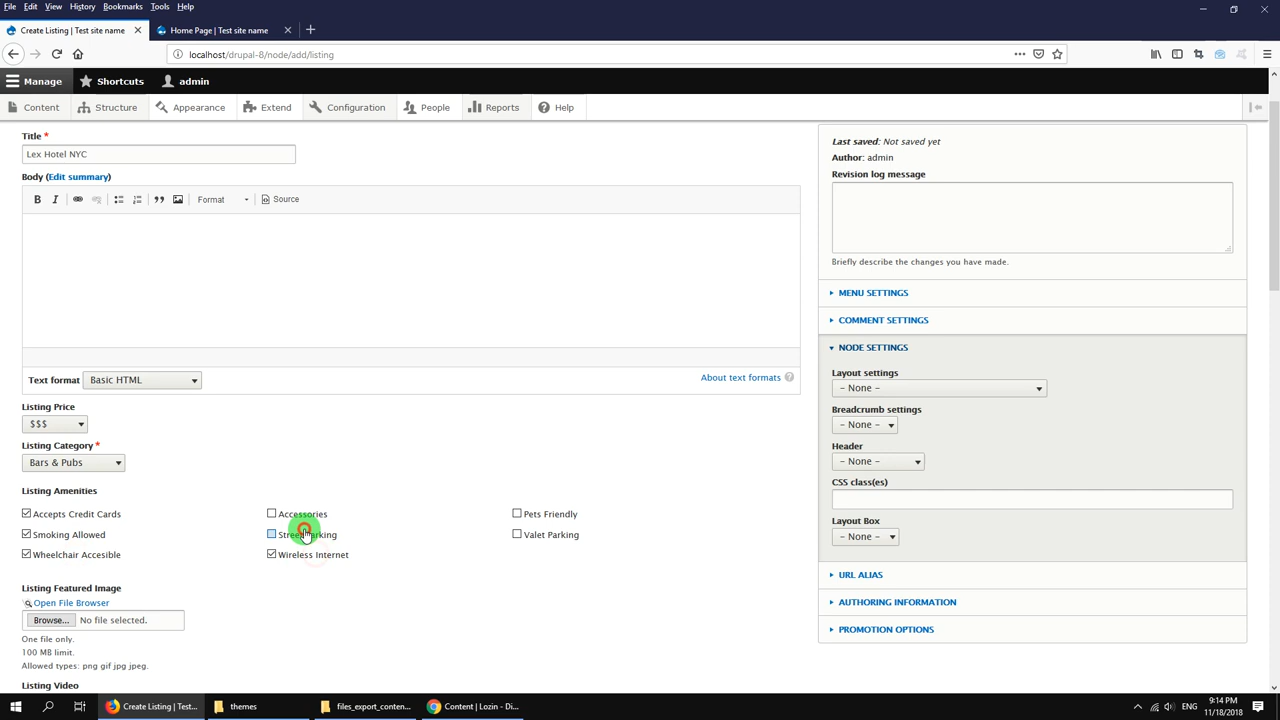 File Edit View History Bookmarks Tools Help
Create Listing | Test site name
Home Page | Test site name
localhost/drupal-8/node/add/listing
Manage Shortcuts admin
Content Structure Appearance Extend Configuration People Reports Help
Title *
Lex Hotel NYC
Body (Edit summary)
B I Format Source
Text format Basic HTML
About text formats ?
Listing Price
$$$
Listing Category *
Bars & Pubs
Listing Amenities
Accepts Credit Cards Accessories Pets Friendly
Smoking Allowed Street Parking Valet Parking
Wheelchair Accesible Wireless Internet
Listing Featured Image
Open File Browser
Browse... No file selected.
One file only.
100 MB limit.
Allowed types: png gif jpg jpeg.
Listing Video
Last saved: Not saved yet
Author: admin
Revision log message
Briefly describe the changes you have made.
MENU SETTINGS
COMMENT SETTINGS
NODE SETTINGS
Layout settings
- None -
Breadcrumb settings
- None -
Header
- None -
CSS class(es)
Layout Box
- None -
URL ALIAS
AUTHORING INFORMATION
PROMOTION OPTIONS
Create Listing | Test...
themes
files_export_conten...
Content | Lozin - Di...
ENG
9:14 PM
11/18/2018